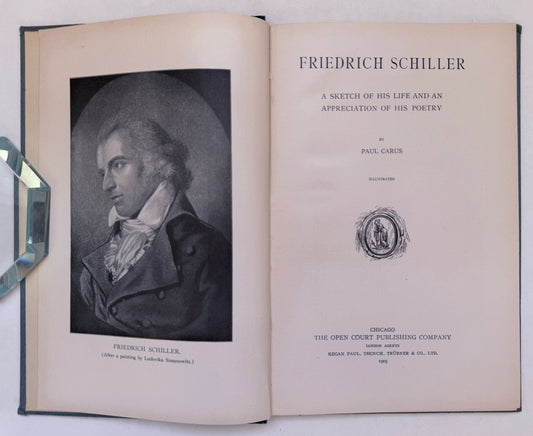 FRIEDRICH SCHILLER.
(After a painting by Ludovika Simanowitz.)
FRIEDRICH SCHILLER
A SKETCH OF HIS LIFE AND AN
APPRECIATION OF HIS POETRY
BY
PAUL CARUS
ILLUSTRATED
CHICAGO
THE OPEN COURT PUBLISHING COMPANY
LONDON AGENTS
KEGAN PAUL, TRENCH, TRÜBNER & CO., LTD.
1905